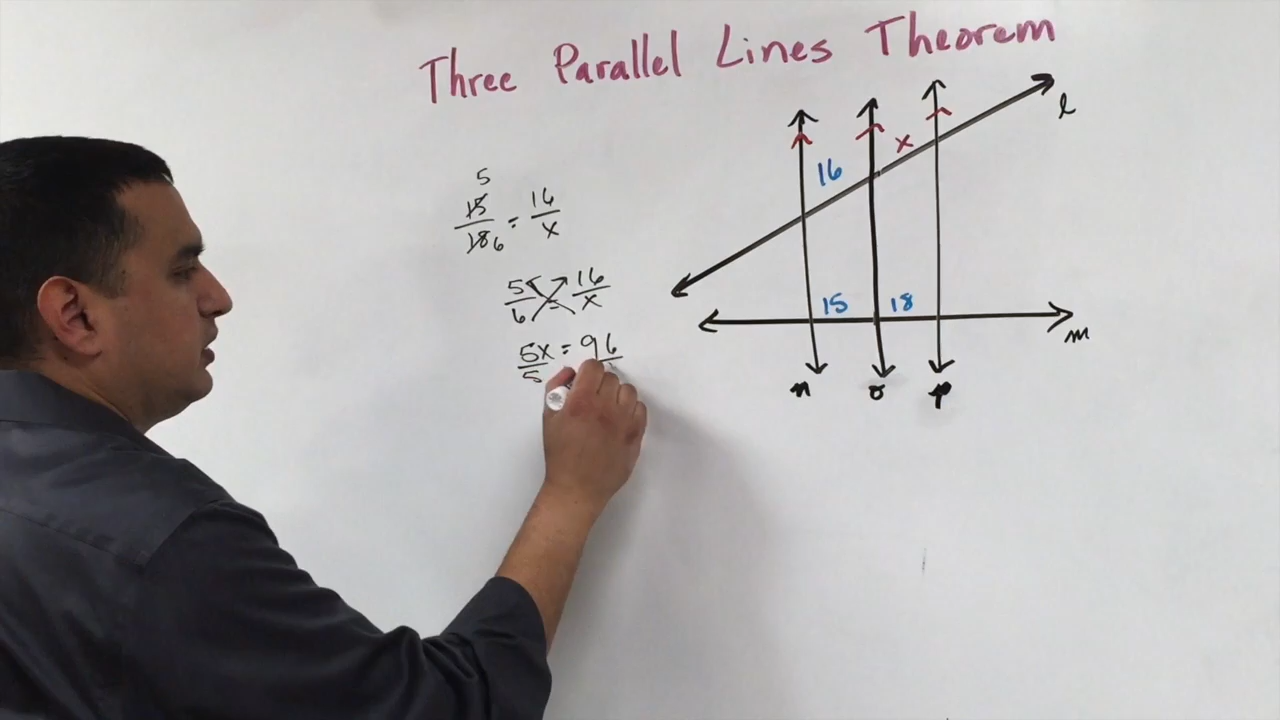 Three Parallel Lines Theorem
l
x
16
5
15/18 6 = 16/x
5/6 = 16/x
15 18
m
5x/5 = 96
n o p